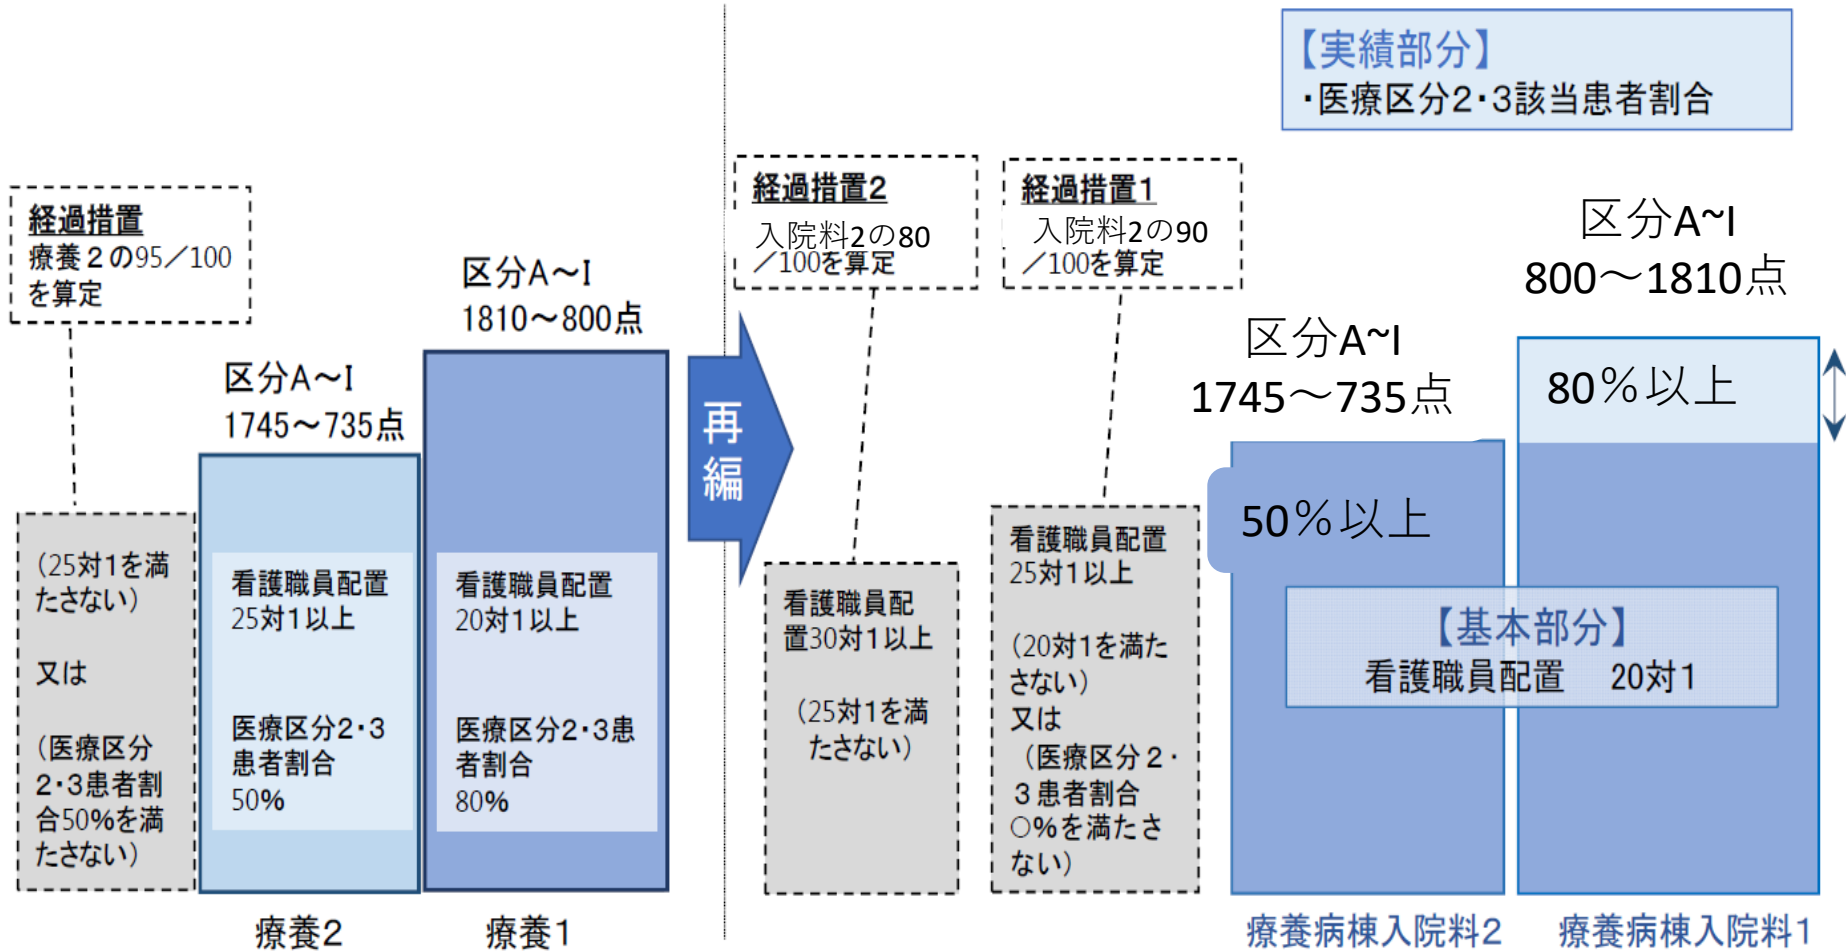 【実績部分】
・医療区分2・3該当患者割合
経過措置
療養２の95／100
を算定
区分A～I
1745～735点
区分A～I
1810～800点
（25対1を満
たさない）
又は
（医療区分
2・3患者割
合50%を満
たさない）
看護職員配置
25対1以上
医療区分2・3
患者割合
50%
看護職員配置
20対1以上
医療区分2・3患
者割合
80%
療養2
療養1
再
編
経過措置2
入院料2の80
／100を算定
経過措置1
入院料2の90
／100を算定
看護職員配
置30対1以上
（25対1を満
たさない）
看護職員配置
25対1以上
（20対1を満た
さない）
又は
（医療区分２・
３患者割合
○%を満たさ
ない）
区分A~I
1745～735点
50％以上
区分A~I
800～1810点
80％以上
【基本部分】
看護職員配置　20対1
療養病棟入院料2
療養病棟入院料1